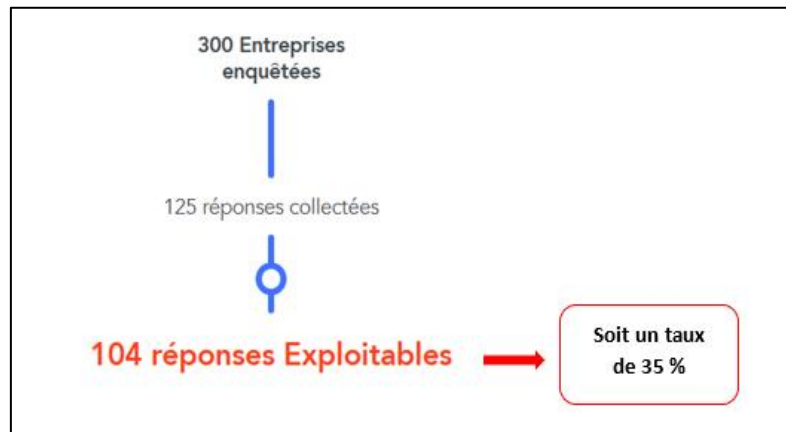 300 Entreprises
enquêtées
125 réponses collectées
104 réponses Exploitables
Soit un taux
de 35 %